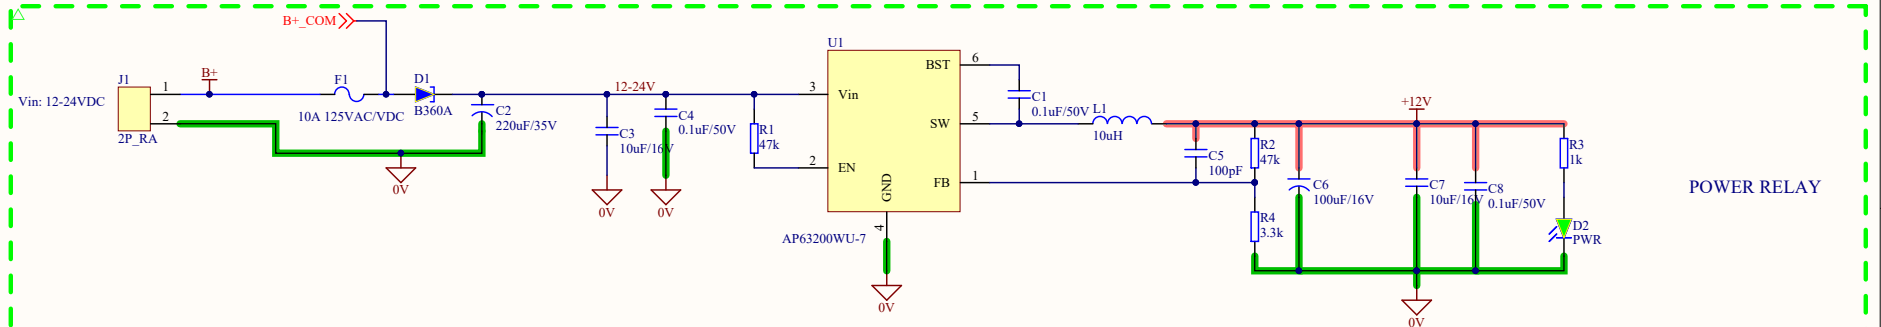 B+_COM
U1
J1
B+
F1
D1
12-24V
+12V
1
2
Vin: 12-24VDC
2P_RA
10A 125VAC/VDC
B360A
C2
220uF/35V
0V
C3
10uF/16V
0V
C4
0.1uF/50V
0V
R1
47k
3
2
Vin
EN
BST
SW
FB
GND
6
5
1
4
AP63200WU-7
0V
C1
0.1uF/50V
L1
10uH
C5
100pF
R2
47k
R4
3.3k
C6
100uF/16V
C7
10uF/16V
C8
0.1uF/50V
R3
1k
D2
PWR
0V
POWER RELAY